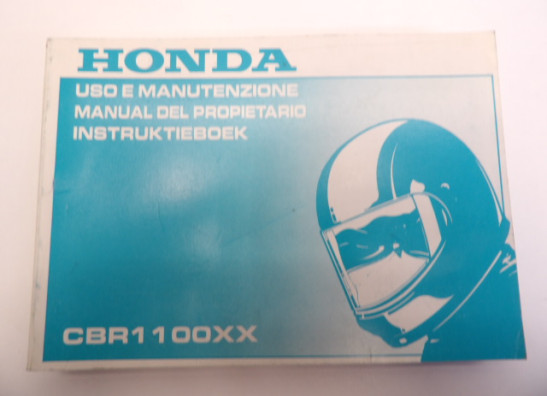 HONDA
USO E MANUTENZIONE
MANUAL DEL PROPIETARIO
INSTRUKTIEBOEK
CBR1100XX